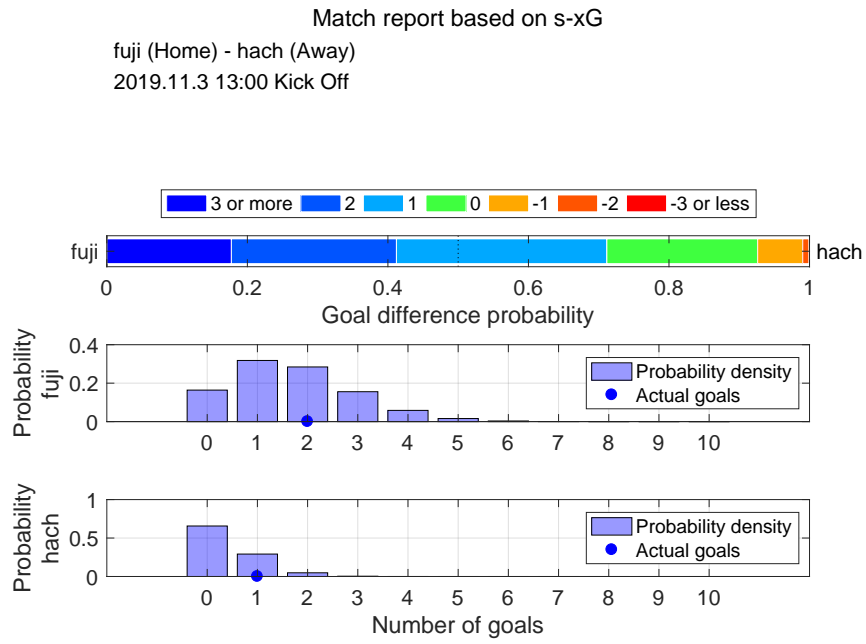 Match report based on s-xG
fuji (Home) - hach (Away)
2019.11.3 13:00 Kick Off
3 or more 2 1 0 -1 -2 -3 or less
fuji hach
0 0.2 0.4 0.6 0.8 1
Goal difference probability
Probability
fuji
0.4
0.2
0
Probability density
Actual goals
0 1 2 3 4 5 6 7 8 9 10
Probability
hach
1
0.5
0
Probability density
Actual goals
0 1 2 3 4 5 6 7 8 9 10
Number of goals